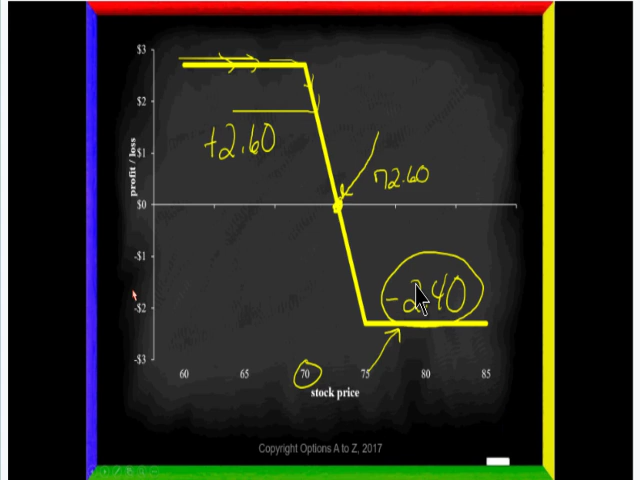 $3
$2
+2.60
$1
profit / loss
72.60
$0
-$1
-2.40
-$2
-$3
60 65 70 75 80 85
stock price
Copyright Options A to Z, 2017